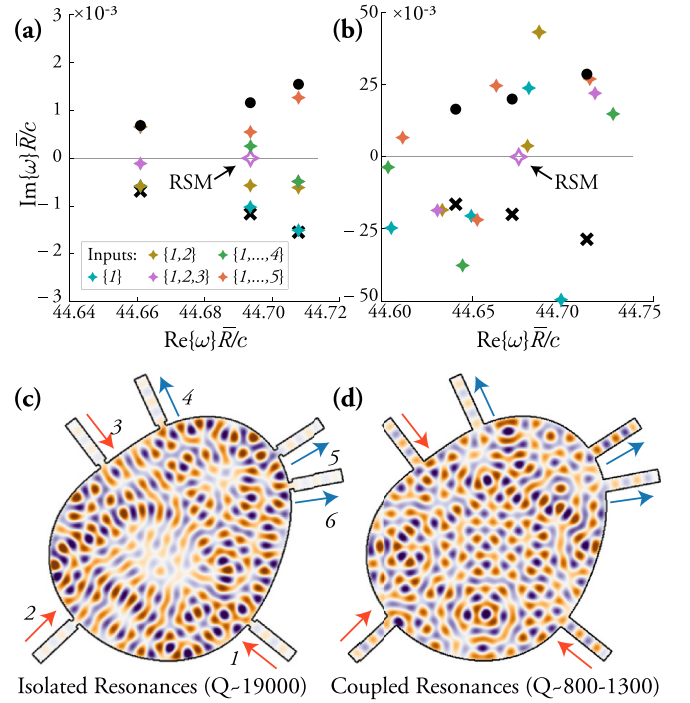 (a)
×10⁻³
(b)
×10⁻³
3
2
1
0
−1
−2
−3
Im{ω}R̅/c
RSM
Inputs:
{1,2}
{1,...,4}
{1}
{1,2,3}
{1,...,5}
44.64
44.66
44.68
44.70
44.72
Re{ω}R̅/c
50
25
0
−25
−50
RSM
44.60
44.65
44.70
44.75
Re{ω}R̅/c
(c)
4
3
5
6
2
1
Isolated Resonances (Q~19000)
(d)
Coupled Resonances (Q~800-1300)